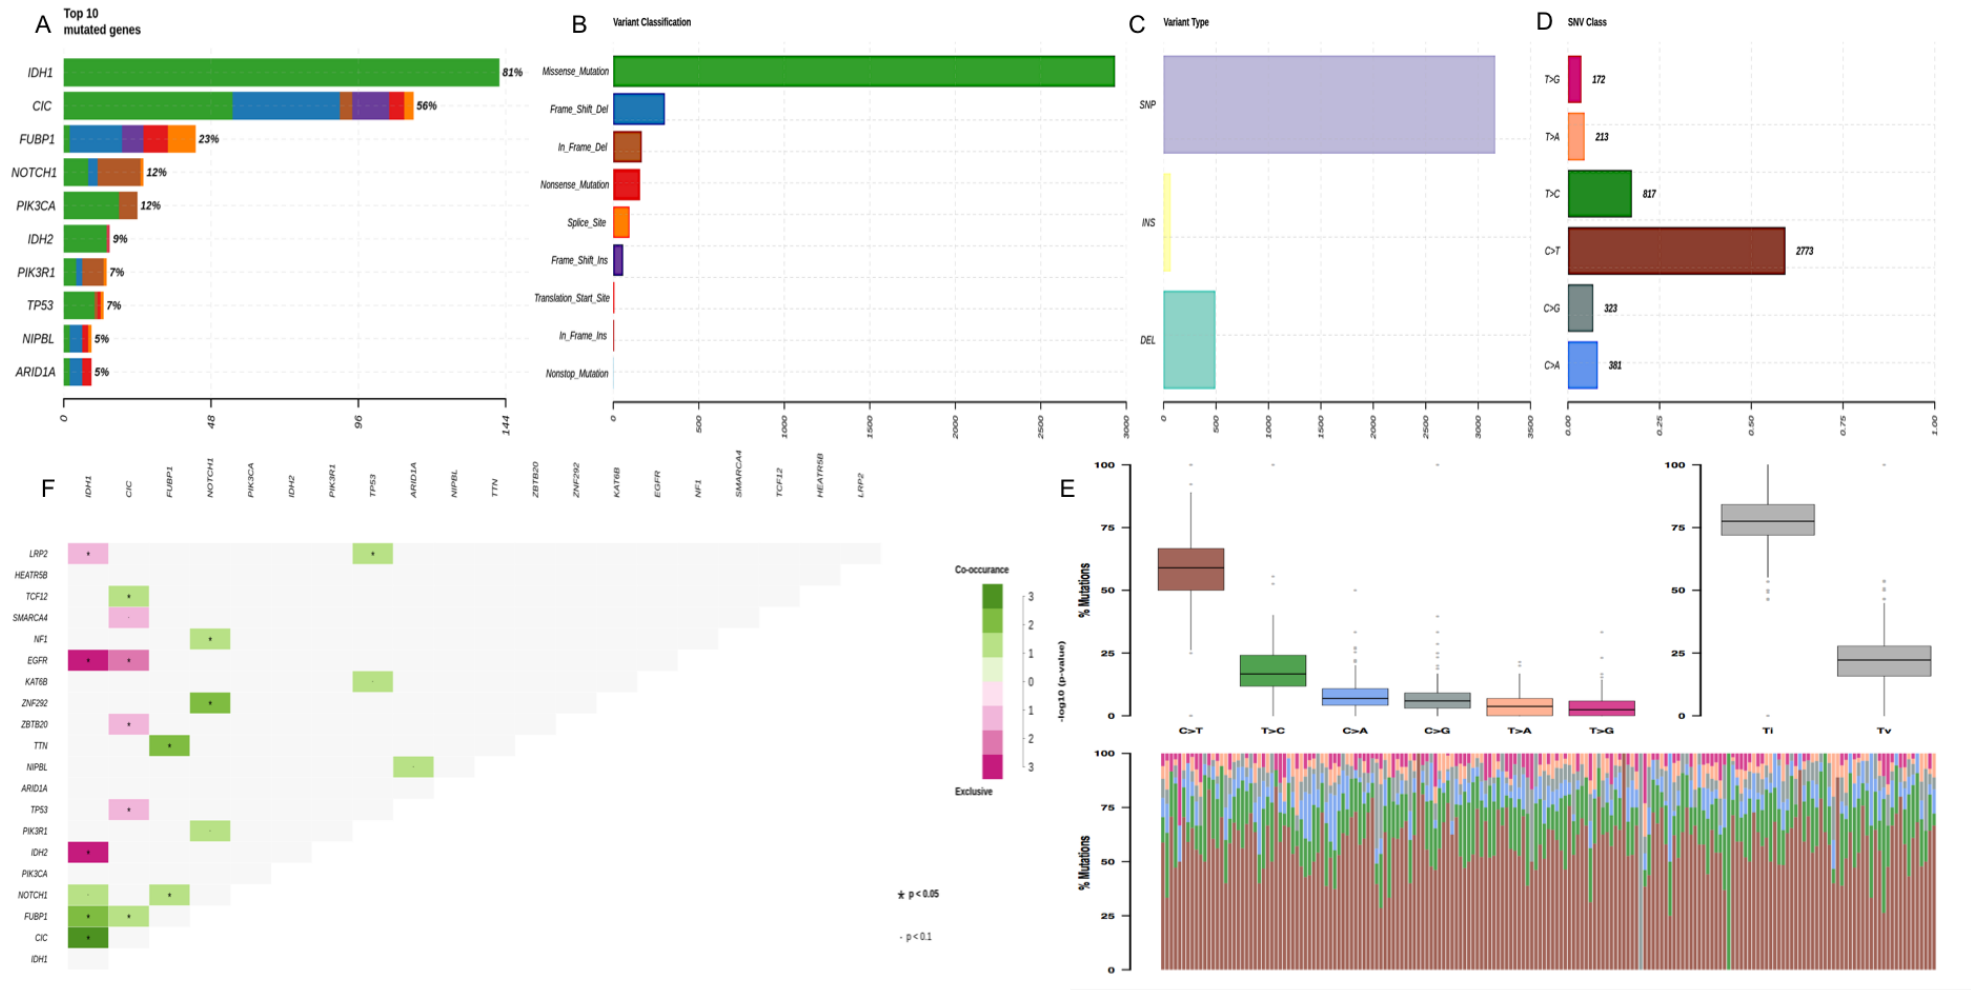 A
Top 10
mutated genes
IDH1
81%
CIC
56%
FUBP1
23%
NOTCH1
12%
PIK3CA
12%
IDH2
9%
PIK3R1
7%
TP53
7%
NIPBL
5%
ARID1A
5%
0
48
96
144
B
Variant Classification
Missense_Mutation
Frame_Shift_Del
In_Frame_Del
Nonsense_Mutation
Splice_Site
Frame_Shift_Ins
Translation_Start_Site
In_Frame_Ins
Nonstop_Mutation
0
500
1000
1500
2000
2500
3000
C
Variant Type
SNP
INS
DEL
0
500
1000
1500
2000
2500
3000
3500
D
SNV Class
T>G
172
T>A
213
T>C
817
C>T
2773
C>G
323
C>A
381
0.00
0.25
0.50
0.75
1.00
F
IDH1
CIC
FUBP1
NOTCH1
PIK3CA
IDH2
PIK3R1
TP53
ARID1A
NIPBL
TTN
ZBTB20
ZNF292
KAT6B
EGFR
NF1
SMARCA4
TCF12
HEATR5B
LRP2
LRP2
HEATR5B
TCF12
SMARCA4
NF1
EGFR
KAT6B
ZNF292
ZBTB20
TTN
NIPBL
ARID1A
TP53
PIK3R1
IDH2
PIK3CA
NOTCH1
FUBP1
CIC
IDH1
Co-occurance
3
2
1
0
1
2
3
Exclusive
-log10 (p-value)
* p < 0.05
· p < 0.1
E
% Mutations
100
75
50
25
0
C>T
T>C
C>A
C>G
T>A
T>G
100
75
50
25
0
Ti
Tv
% Mutations
100
75
50
25
0